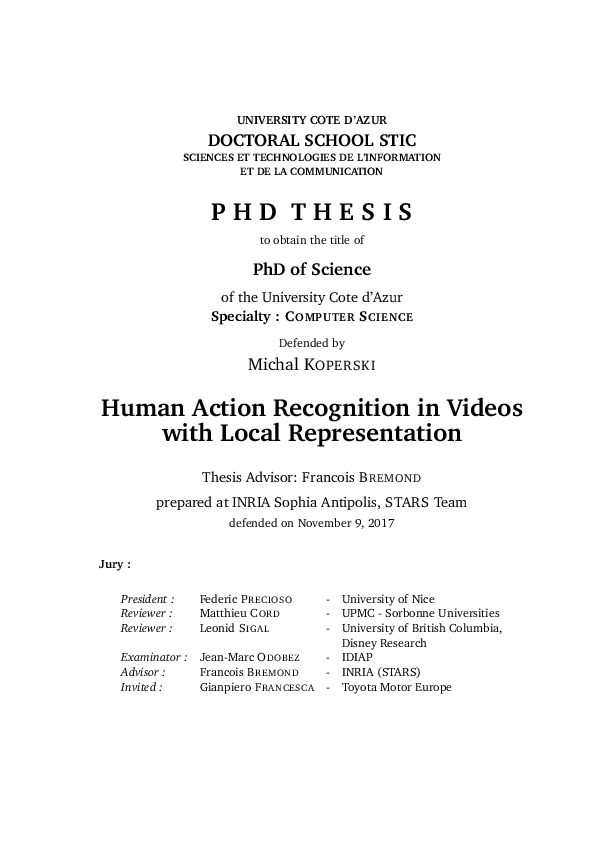 UNIVERSITY COTE D'AZUR
DOCTORAL SCHOOL STIC
SCIENCES ET TECHNOLOGIES DE L'INFORMATION
ET DE LA COMMUNICATION
PHD THESIS
to obtain the title of
PhD of Science
of the University Cote d'Azur
Specialty : COMPUTER SCIENCE
Defended by
Michal KOPERSKI
Human Action Recognition in Videos
with Local Representation
Thesis Advisor: Francois BREMOND
prepared at INRIA Sophia Antipolis, STARS Team
defended on November 9, 2017
Jury :
President : Federic PRECIOSO - University of Nice
Reviewer : Matthieu CORD - UPMC - Sorbonne Universities
Reviewer : Leonid SIGAL - University of British Columbia,
Disney Research
Examinator : Jean-Marc ODOBEZ - IDIAP
Advisor : Francois BREMOND - INRIA (STARS)
Invited : Gianpiero FRANCESCA - Toyota Motor Europe